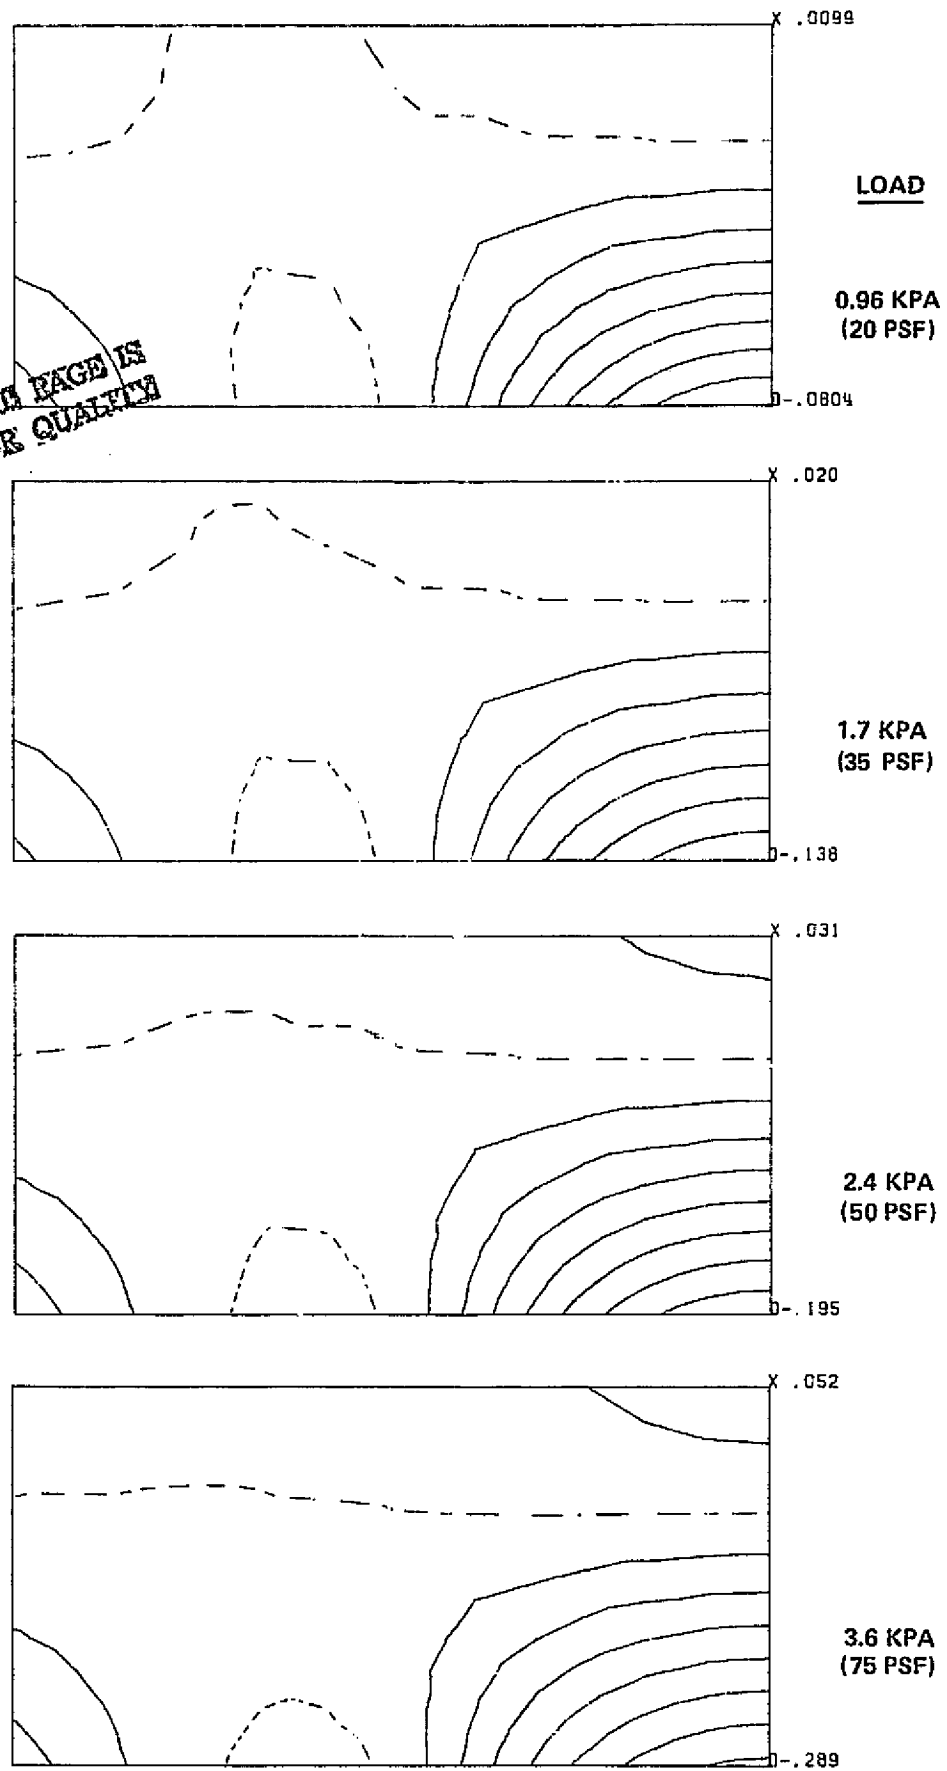 X .0099
LOAD
0.96 KPA
(20 PSF)
PAGE IS
R QUALITY
O-.0804
X .020
1.7 KPA
(35 PSF)
O-.138
X .031
2.4 KPA
(50 PSF)
O-.195
X .052
3.6 KPA
(75 PSF)
O-.289